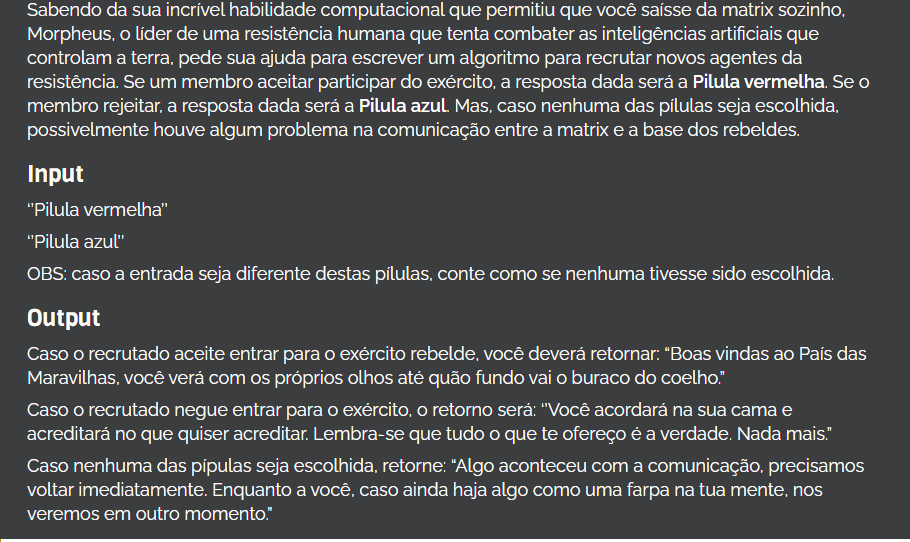 Sabendo da sua incrível habilidade computacional que permitiu que você saísse da matrix sozinho,
Morpheus, o líder de uma resistência humana que tenta combater as inteligências artificiais que
controlam a terra, pede sua ajuda para escrever um algoritmo para recrutar novos agentes da
resistência. Se um membro aceitar participar do exército, a resposta dada será a Pilula vermelha. Se o
membro rejeitar, a resposta dada será a Pilula azul. Mas, caso nenhuma das pílulas seja escolhida,
possivelmente houve algum problema na comunicação entre a matrix e a base dos rebeldes.
Input
‘’Pilula vermelha’’
‘’Pilula azul’’
OBS: caso a entrada seja diferente destas pílulas, conte como se nenhuma tivesse sido escolhida.
Output
Caso o recrutado aceite entrar para o exército rebelde, você deverá retornar: “Boas vindas ao País das
Maravilhas, você verá com os próprios olhos até quão fundo vai o buraco do coelho.”
Caso o recrutado negue entrar para o exército, o retorno será: ‘’Você acordará na sua cama e
acreditará no que quiser acreditar. Lembra-se que tudo o que te ofereço é a verdade. Nada mais.”
Caso nenhuma das pípulas seja escolhida, retorne: “Algo aconteceu com a comunicação, precisamos
voltar imediatamente. Enquanto a você, caso ainda haja algo como uma farpa na tua mente, nos
veremos em outro momento.”